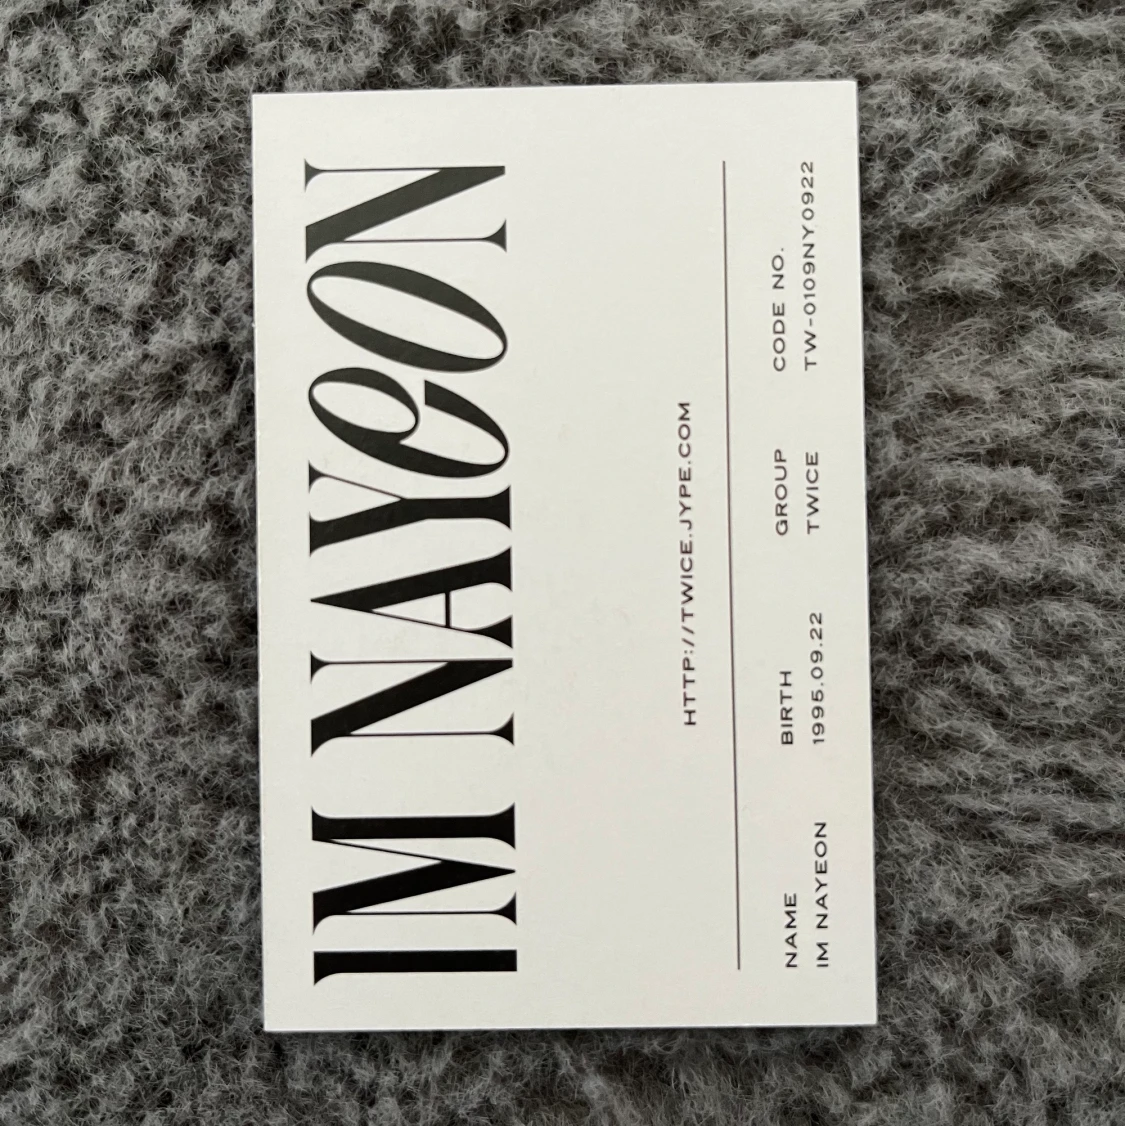 IM NAYEON
HTTP://TWICE.JYPE.COM
NAME BIRTH GROUP CODE NO.
IM NAYEON 1995.09.22 TWICE TW-0109NY0922